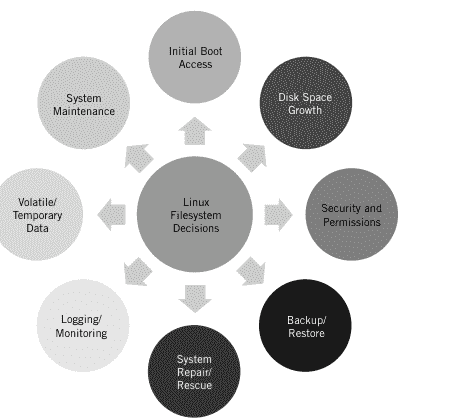 Initial Boot
Access
Disk Space
Growth
Security and
Permissions
Backup/
Restore
System
Repair/
Rescue
Logging/
Monitoring
Volatile/
Temporary
Data
System
Maintenance
Linux
Filesystem
Decisions